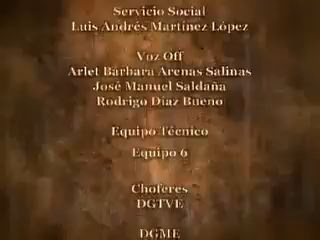 Servicio Social
Luis Andrés Martínez López
Voz Off
Arlet Bárbara Arenas Salinas
José Manuel Saldaña
Rodrigo Díaz Bueno
Equipo Técnico
Equipo 6
Choferes
DGTVE
DGME